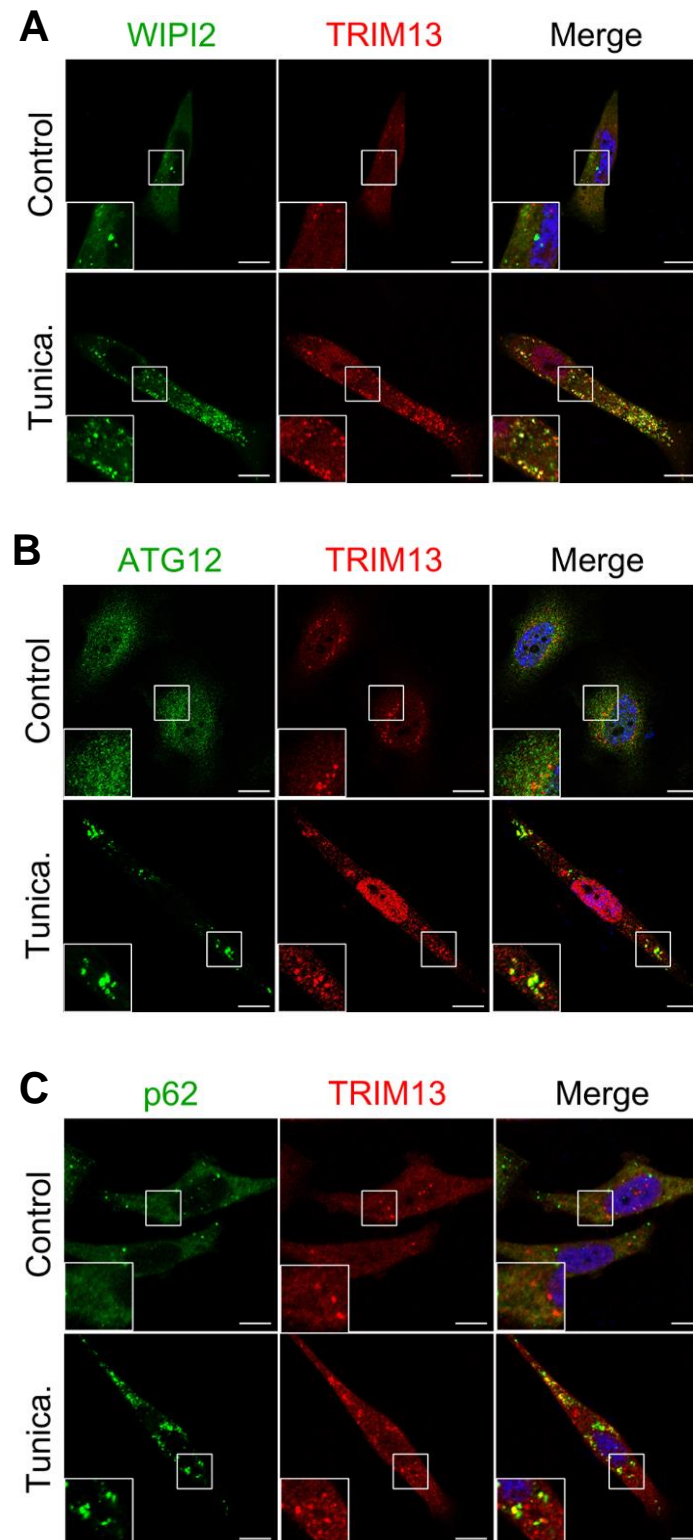 A
WIPI2 TRIM13 Merge
Control
Tunica.
B
ATG12 TRIM13 Merge
Control
Tunica.
C
p62 TRIM13 Merge
Control
Tunica.